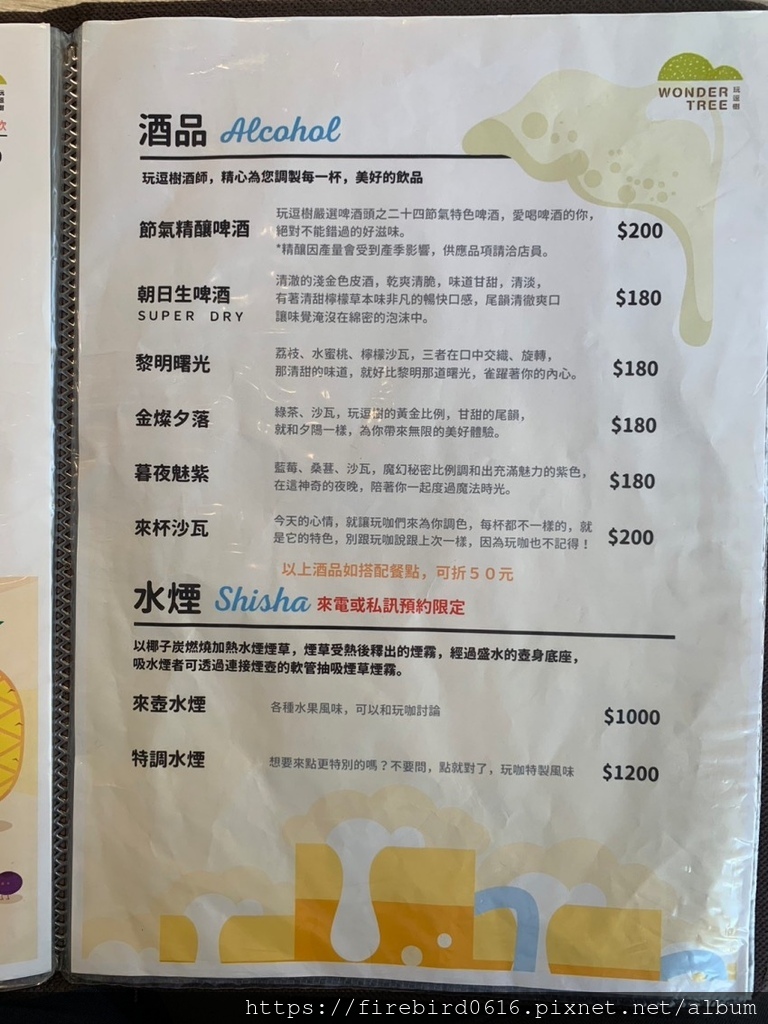 WONDER
TREE
玩逗樹
酒品 Alcohol
玩逗樹酒師，精心為您調製每一杯，美好的飲品
節氣精釀啤酒
玩逗樹嚴選啤酒頭之二十四節氣特色啤酒，愛喝啤酒的你，
絕對不能錯過的好滋味。
*精釀因產量會受到產季影響，供應品項請洽店員。
$200
朝日生啤酒
SUPER DRY
清澈的淺金色皮酒，乾爽清脆，味道甘甜，清淡，
有著清甜檸檬草本味非凡的暢快口感，尾韻清徹爽口
讓味覺淹沒在綿密的泡沫中。
$180
黎明曙光
荔枝、水蜜桃、檸檬沙瓦，三者在口中交織、旋轉，
那清甜的味道，就好比黎明那道曙光，雀躍著你的內心。
$180
金燦夕落
綠茶、沙瓦，玩逗樹的黃金比例，甘甜的尾韻，
就和夕陽一樣，為你帶來無限的美好體驗。
$180
暮夜魅紫
藍莓、桑葚、沙瓦，魔幻秘密比例調和出充滿魅力的紫色，
在這神奇的夜晚，陪著你一起度過魔法時光。
$180
來杯沙瓦
今天的心情，就讓玩咖們來為你調色，每杯都不一樣的，就
是它的特色，別跟玩咖說跟上次一樣，因為玩咖也不記得！
$200
以上酒品如搭配餐點，可折５０元
水煙 Shisha 來電或私訊預約限定
以椰子炭燃燒加熱水煙煙草，煙草受熱後釋出的煙霧，經過盛水的壺身底座，
吸水煙者可透過連接煙壺的軟管抽吸煙草煙霧。
來壺水煙
各種水果風味，可以和玩咖討論
$1000
特調水煙
想要來點更特別的嗎？不要問，點就對了，玩咖特製風味
$1200
https://firebird0616.pixnet.net/album